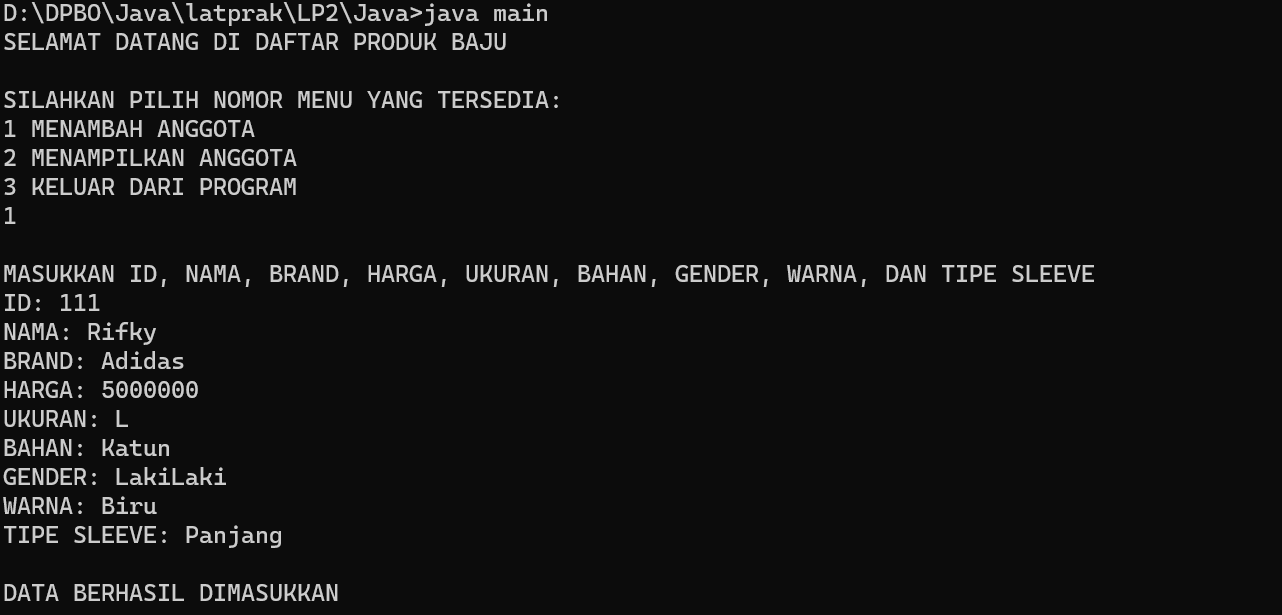 D:\DPBO\Java\latprak\LP2\Java>java main
SELAMAT DATANG DI DAFTAR PRODUK BAJU
SILAHKAN PILIH NOMOR MENU YANG TERSEDIA:
1 MENAMBAH ANGGOTA
2 MENAMPILKAN ANGGOTA
3 KELUAR DARI PROGRAM
1
MASUKKAN ID, NAMA, BRAND, HARGA, UKURAN, BAHAN, GENDER, WARNA, DAN TIPE SLEEVE
ID: 111
NAMA: Rifky
BRAND: Adidas
HARGA: 5000000
UKURAN: L
BAHAN: Katun
GENDER: LakiLaki
WARNA: Biru
TIPE SLEEVE: Panjang
DATA BERHASIL DIMASUKKAN